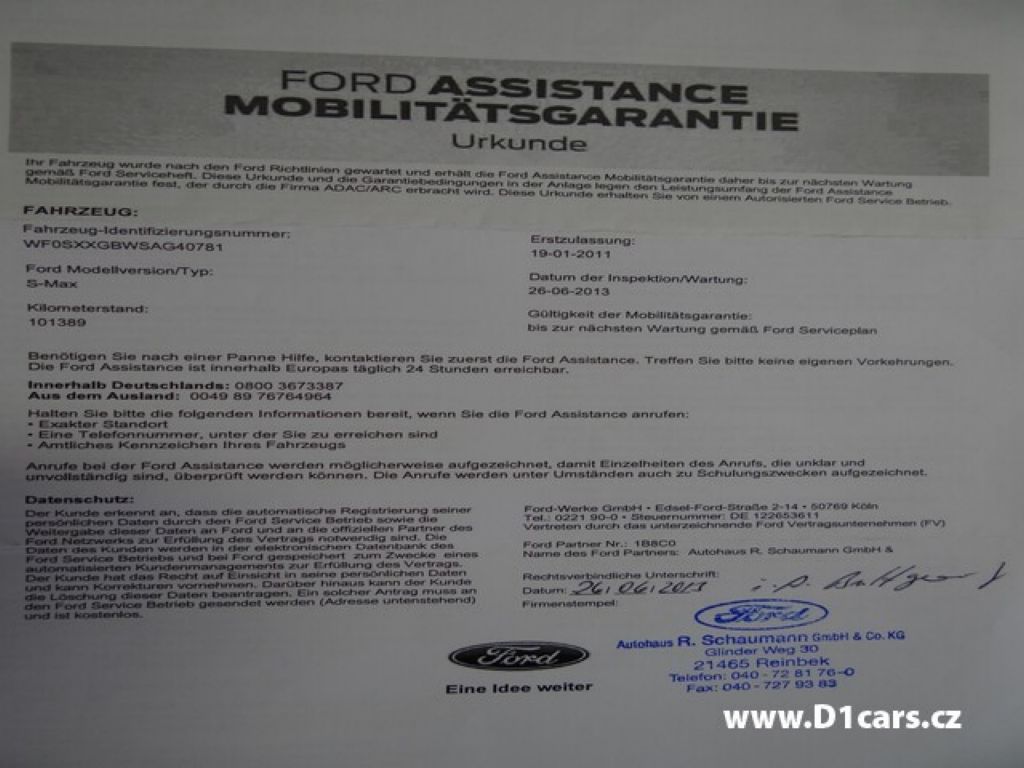 FORD ASSISTANCE
MOBILITÄTSGARANTIE
Urkunde
Ihr Fahrzeug wurde nach den Ford Richtlinien gewartet und erhält die Ford Assistance Mobilitätsgarantie daher bis zur nächsten Wartung
gemäß Ford Serviceheft. Diese Urkunde und die Garantiebedingungen in der Anlage legen den Leistungsumfang der Ford Assistance
Mobilitätsgarantie fest, der durch die Firma ADAC/ARC erbracht wird. Diese Urkunde erhalten Sie von einem Autorisierten Ford Service Betrieb.
FAHRZEUG:
Fahrzeug-Identifizierungsnummer:
WF0SXXGBWSAG40781
Ford Modellversion/Typ:
S-Max
Kilometerstand:
101389
Erstzulassung:
19-01-2011
Datum der Inspektion/Wartung:
26-06-2013
Gültigkeit der Mobilitätsgarantie:
bis zur nächsten Wartung gemäß Ford Serviceplan
Benötigen Sie nach einer Panne Hilfe, kontaktieren Sie zuerst die Ford Assistance. Treffen Sie bitte keine eigenen Vorkehrungen.
Die Ford Assistance ist innerhalb Europas täglich 24 Stunden erreichbar.
Innerhalb Deutschlands: 0800 3673387
Aus dem Ausland: 0049 89 76764964
Halten Sie bitte die folgenden Informationen bereit, wenn Sie die Ford Assistance anrufen:
• Exakter Standort
• Eine Telefonnummer, unter der Sie zu erreichen sind
• Amtliches Kennzeichen Ihres Fahrzeugs
Anrufe bei der Ford Assistance werden möglicherweise aufgezeichnet, damit Einzelheiten des Anrufs, die unklar und
unvollständig sind, überprüft werden können. Die Anrufe werden unter Umständen auch zu Schulungszwecken aufgezeichnet.
Datenschutz:
Der Kunde erkennt an, dass die automatische Registrierung seiner
persönlichen Daten durch den Ford Service Betrieb sowie die
Weitergabe dieser Daten an Ford und an die offiziellen Partner des
Ford Netzwerks zur Erfüllung des Vertrags notwendig sind. Die
Daten des Kunden werden in der elektronischen Datenbank des
Ford Service Betriebs und bei Ford gespeichert zum Zwecke eines
automatisierten Kundenmanagements zur Erfüllung des Vertrags.
Der Kunde hat das Recht auf Einsicht in seine persönlichen Daten
und kann Korrekturen vornehmen. Darüber hinaus kann der Kunde
die Löschung dieser Daten beantragen. Ein solcher Antrag muss an
den Ford Service Betrieb gesendet werden (Adresse untenstehend)
und ist kostenlos.
Ford-Werke GmbH • Edsel-Ford-Straße 2-14 • 50769 Köln
Tel.: 0221 90-0 • Steuernummer: DE 122653611
Vertreten durch das unterzeichnende Ford Vertragsunternehmen (FV)
Ford Partner Nr.: 1B8C0
Name des Ford Partners: Autohaus R. Schaumann GmbH &
Rechtsverbindliche Unterschrift:
Datum: 26/06/2013
Firmenstempel:
Ford
Autohaus R. Schaumann GmbH & Co. KG
Glinder Weg 30
21465 Reinbek
Telefon: 040 - 72 81 76-0
Fax: 040 - 727 93 83
Ford
Eine Idee weiter
www.D1cars.cz